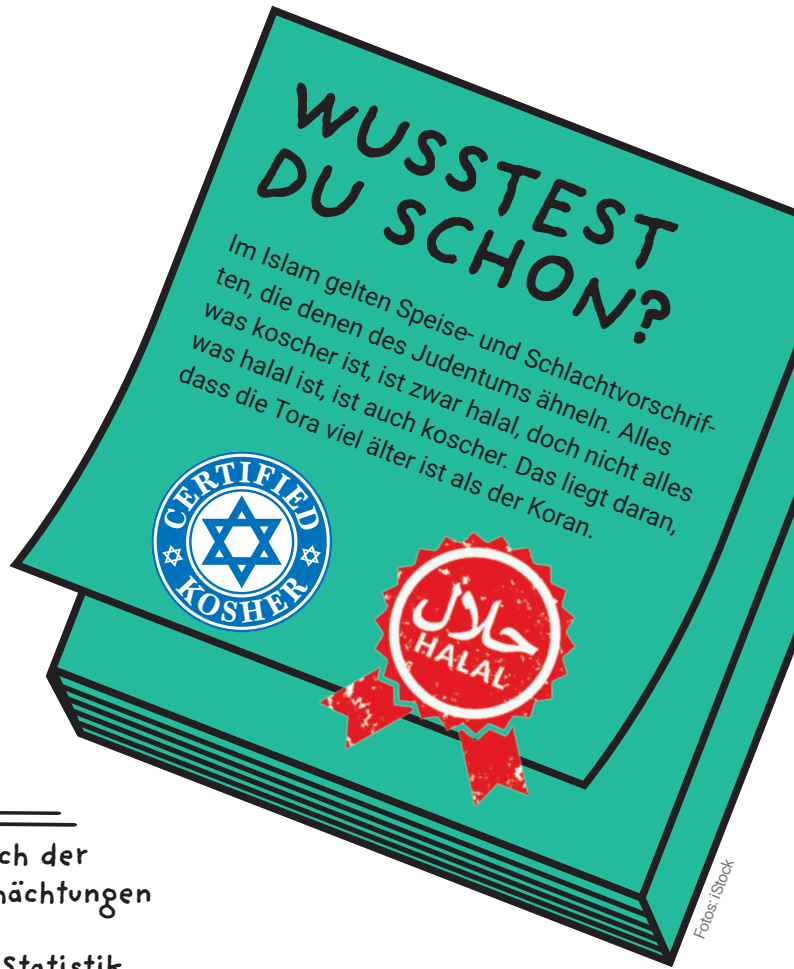 WUSSTEST
DU SCHON?
Im Islam gelten Speise- und Schlachtvorschrif-
ten, die denen des Judentums ähneln. Alles
was koscher ist, ist zwar halal, doch nicht alles
was halal ist, ist auch koscher. Das liegt daran,
dass die Tora viel älter ist als der Koran.
CERTIFIED
KOSHER
حلال
HALAL
ch der
nächtungen
Statistik
Fotos: iStock